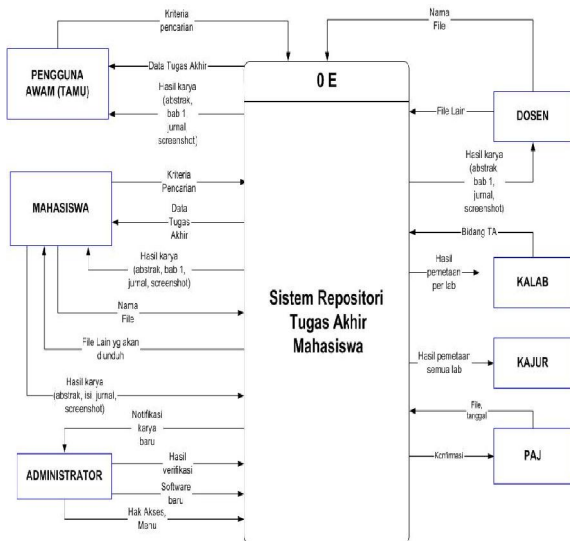 Kriteria
pencarian
PENGGUNA
AWAM (TAMU)
Data Tugas Akhir
Hasil karya
(abstrak,
bab 1
jurnal
screenshot)
MAHASISWA
Kriteria
Pencarian
Data
Tugas
Akhir
Hasil karya
(abstrak, bab 1,
jurnal, screenshot)
Nama
File
File Lain yg akan
diunduh
Hasil karya
(abstrak, isi, jurnal,
screenshot)
Notifikasi
karya
baru
ADMINISTRATOR
Hasil
verifikasi
Software
baru
Hak Akses,
Menu
0 E
Sistem Repositori
Tugas Akhir
Mahasiswa
Nama
File
File Lain
DOSEN
Hasil karya
(abstrak
bab 1,
jurnal,
screenshot)
Bidang TA
Hasil
pemetaan
per lab
KALAB
Hasil pemetaan
semua lab
KAJUR
File,
tanggal
Konfirmasi
PAJ